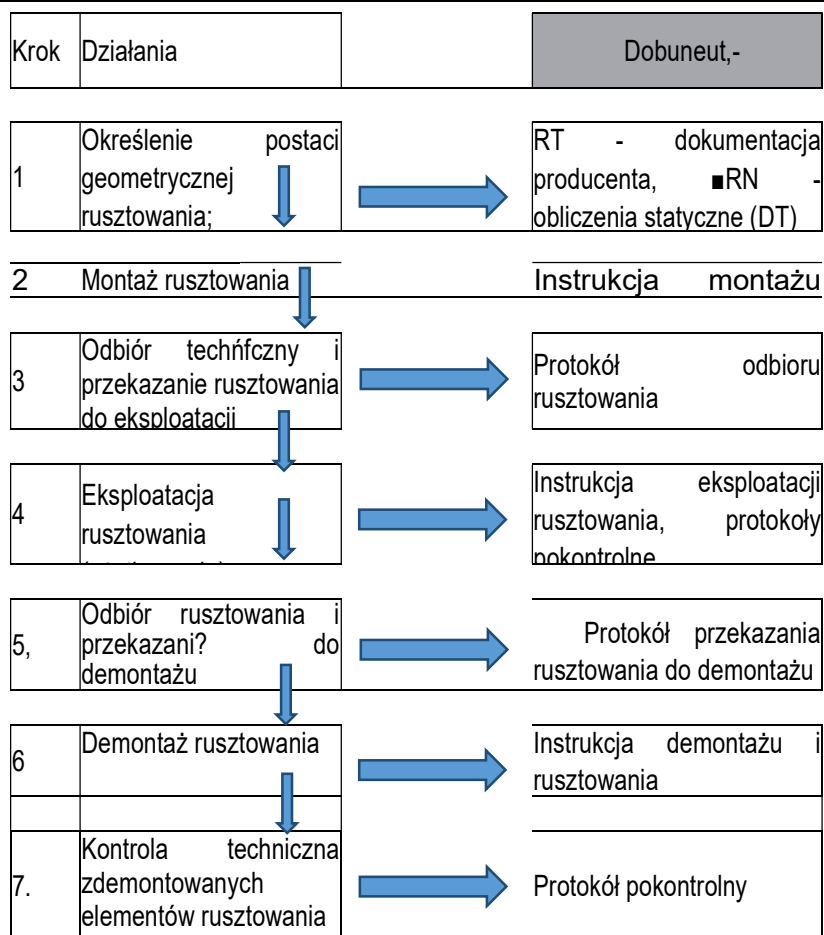 Krok Działania Dobuneut,-
1
Określenie postaci
geometrycznej
rusztowania;
RT - dokumentacja
producenta, ■RN -
obliczenia statyczne (DT)
2 Montaż rusztowania Instrukcja montażu
3
Odbiór techńfczny i
przekazanie rusztowania
do eksploatacji
Protokół odbioru
rusztowania
4
Eksploatacja
rusztowania
Instrukcja eksploatacji
rusztowania, protokoły
pokontrolne
5,
Odbiór rusztowania i
przekazani? do
demontażu
Protokół przekazania
rusztowania do demontażu
6
Demontaż rusztowania
Instrukcja demontażu i
rusztowania
7.
Kontrola techniczna
zdemontowanych
elementów rusztowania
Protokół pokontrolny